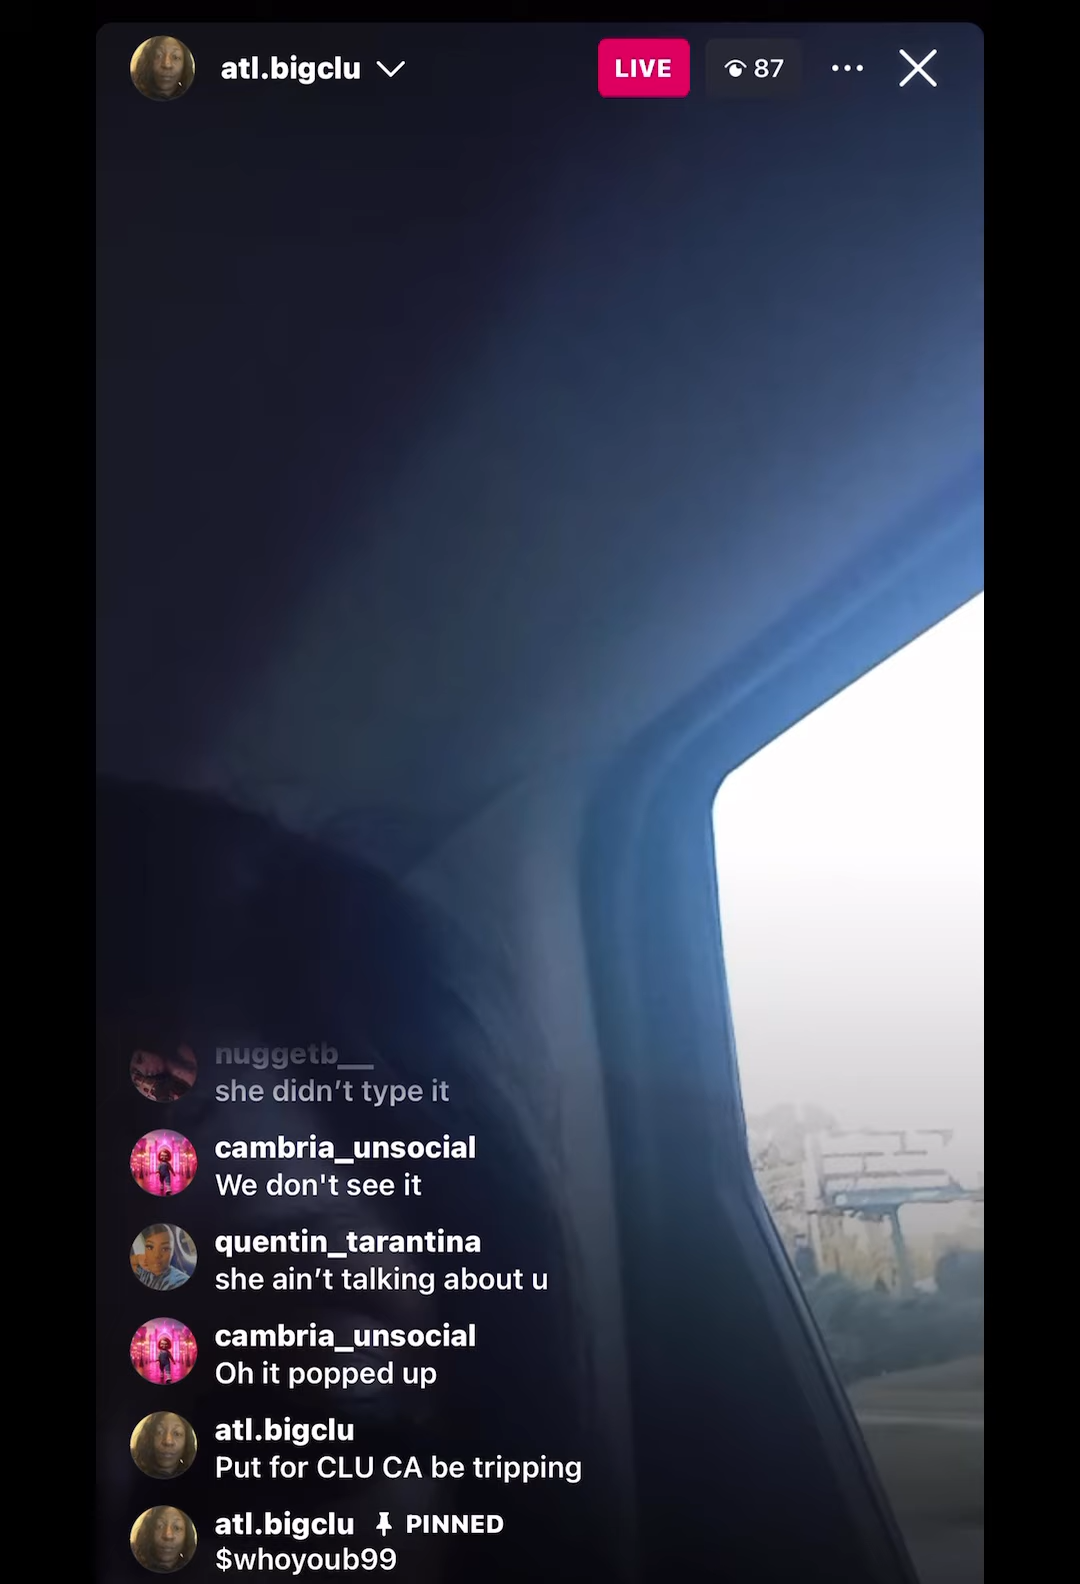 atl.bigclu
LIVE
87
nuggetb__
she didn’t type it
cambria_unsocial
We don't see it
quentin_tarantina
she ain’t talking about u
cambria_unsocial
Oh it popped up
atl.bigclu
Put for CLU CA be tripping
atl.bigclu PINNED
$whoyoub99